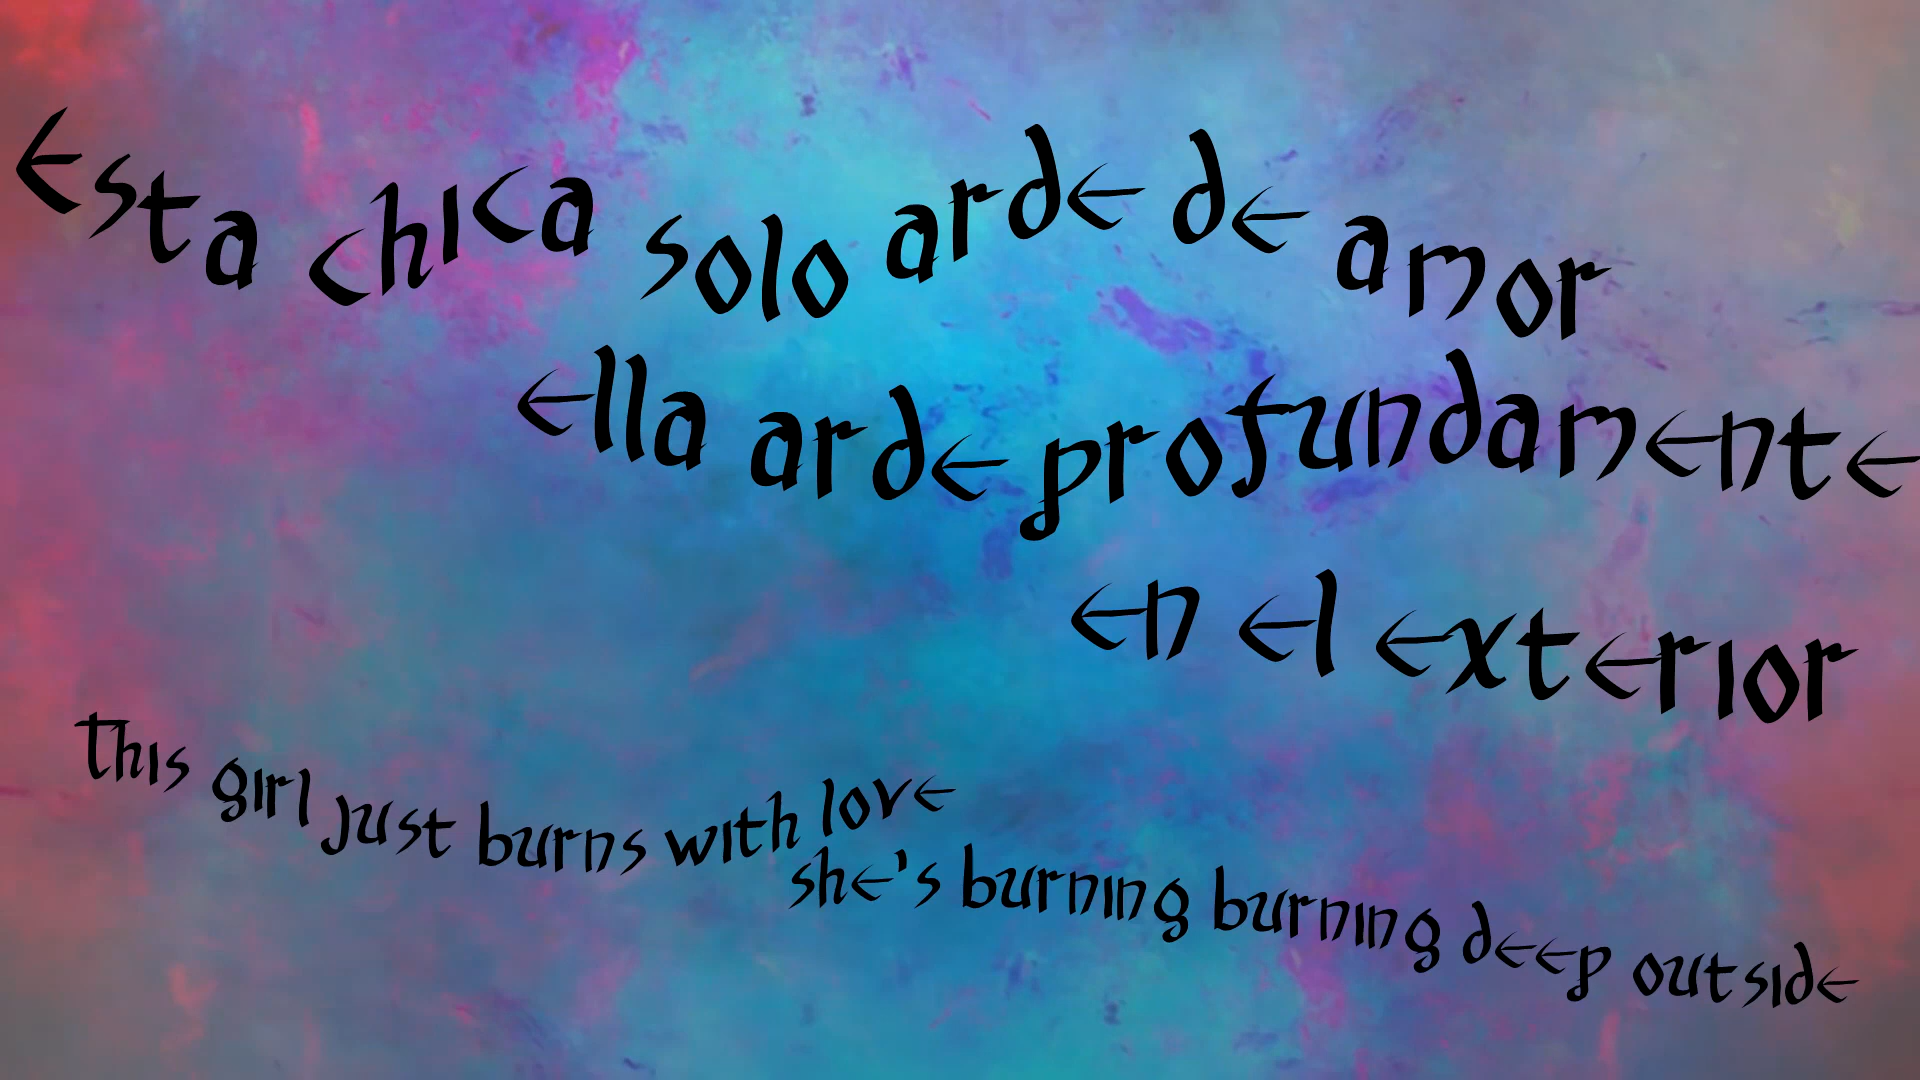 Esta chica solo arde de amor
Ella arde profundamente
en el exterior
This girl just burns with love
she's burning burning deep outside